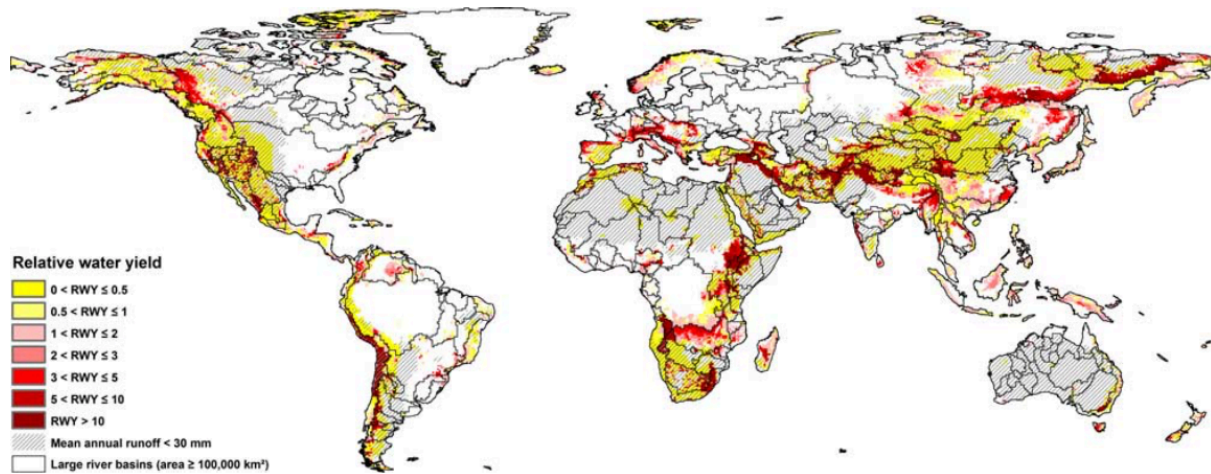 Relative water yield
0 < RWY ≤ 0.5
0.5 < RWY ≤ 1
1 < RWY ≤ 2
2 < RWY ≤ 3
3 < RWY ≤ 5
5 < RWY ≤ 10
RWY > 10
Mean annual runoff < 30 mm
Large river basins (area ≥ 100,000 km²)